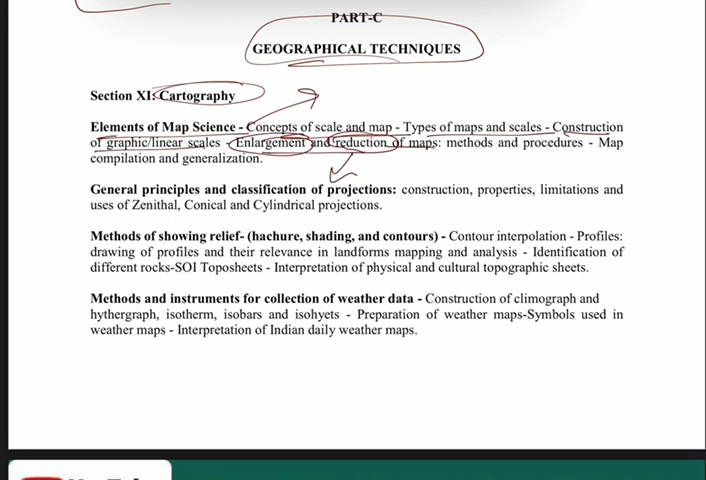 PART-C
GEOGRAPHICAL TECHNIQUES
Section XI: Cartography
Elements of Map Science - Concepts of scale and map - Types of maps and scales - Construction
of graphic/linear scales - Enlargement and reduction of maps: methods and procedures - Map
compilation and generalization.
General principles and classification of projections: construction, properties, limitations and
uses of Zenithal, Conical and Cylindrical projections.
Methods of showing relief- (hachure, shading, and contours) - Contour interpolation - Profiles:
drawing of profiles and their relevance in landforms mapping and analysis - Identification of
different rocks-SOI Toposheets - Interpretation of physical and cultural topographic sheets.
Methods and instruments for collection of weather data - Construction of climograph and
hythergraph, isotherm, isobars and isohyets - Preparation of weather maps-Symbols used in
weather maps - Interpretation of Indian daily weather maps.